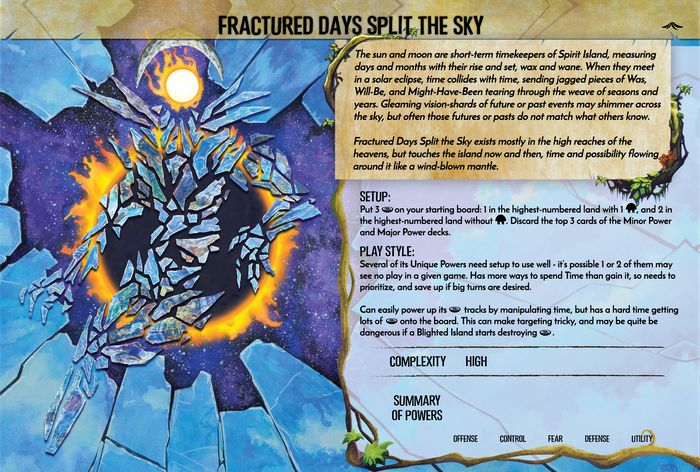 FRACTURED DAYS SPLIT THE SKY
The sun and moon are short-term timekeepers of Spirit Island, measuring
days and months with their rise and set, wax and wane. When they meet
in a solar eclipse, time collides with time, sending jagged pieces of Was,
Will-Be, and Might-Have-Been tearing through the weave of seasons and
years. Gleaming vision-shards of future or past events may shimmer across
the sky, but often those futures or pasts do not match what others know.
Fractured Days Split the Sky exists mostly in the high reaches of the
heavens, but touches the island now and then, time and possibility flowing
around it like a wind-blown mantle.
SETUP:
Put 3 on your starting board: 1 in the highest-numbered land with 1 , and 2 in
the highest-numbered land without . Discard the top 3 cards of the Minor Power
and Major Power decks.
PLAY STYLE:
Several of its Unique Powers need setup to use well - it's possible 1 or 2 of them may
see no play in a given game. Has more ways to spend Time than gain it, so needs to
prioritize, and save up if big turns are desired.
Can easily power up its tracks by manipulating time, but has a hard time getting
lots of onto the board. This can make targeting tricky, and may be quite
dangerous if a Blighted Island starts destroying .
COMPLEXITY HIGH
SUMMARY
OF POWERS
OFFENSE CONTROL FEAR DEFENSE UTILITY